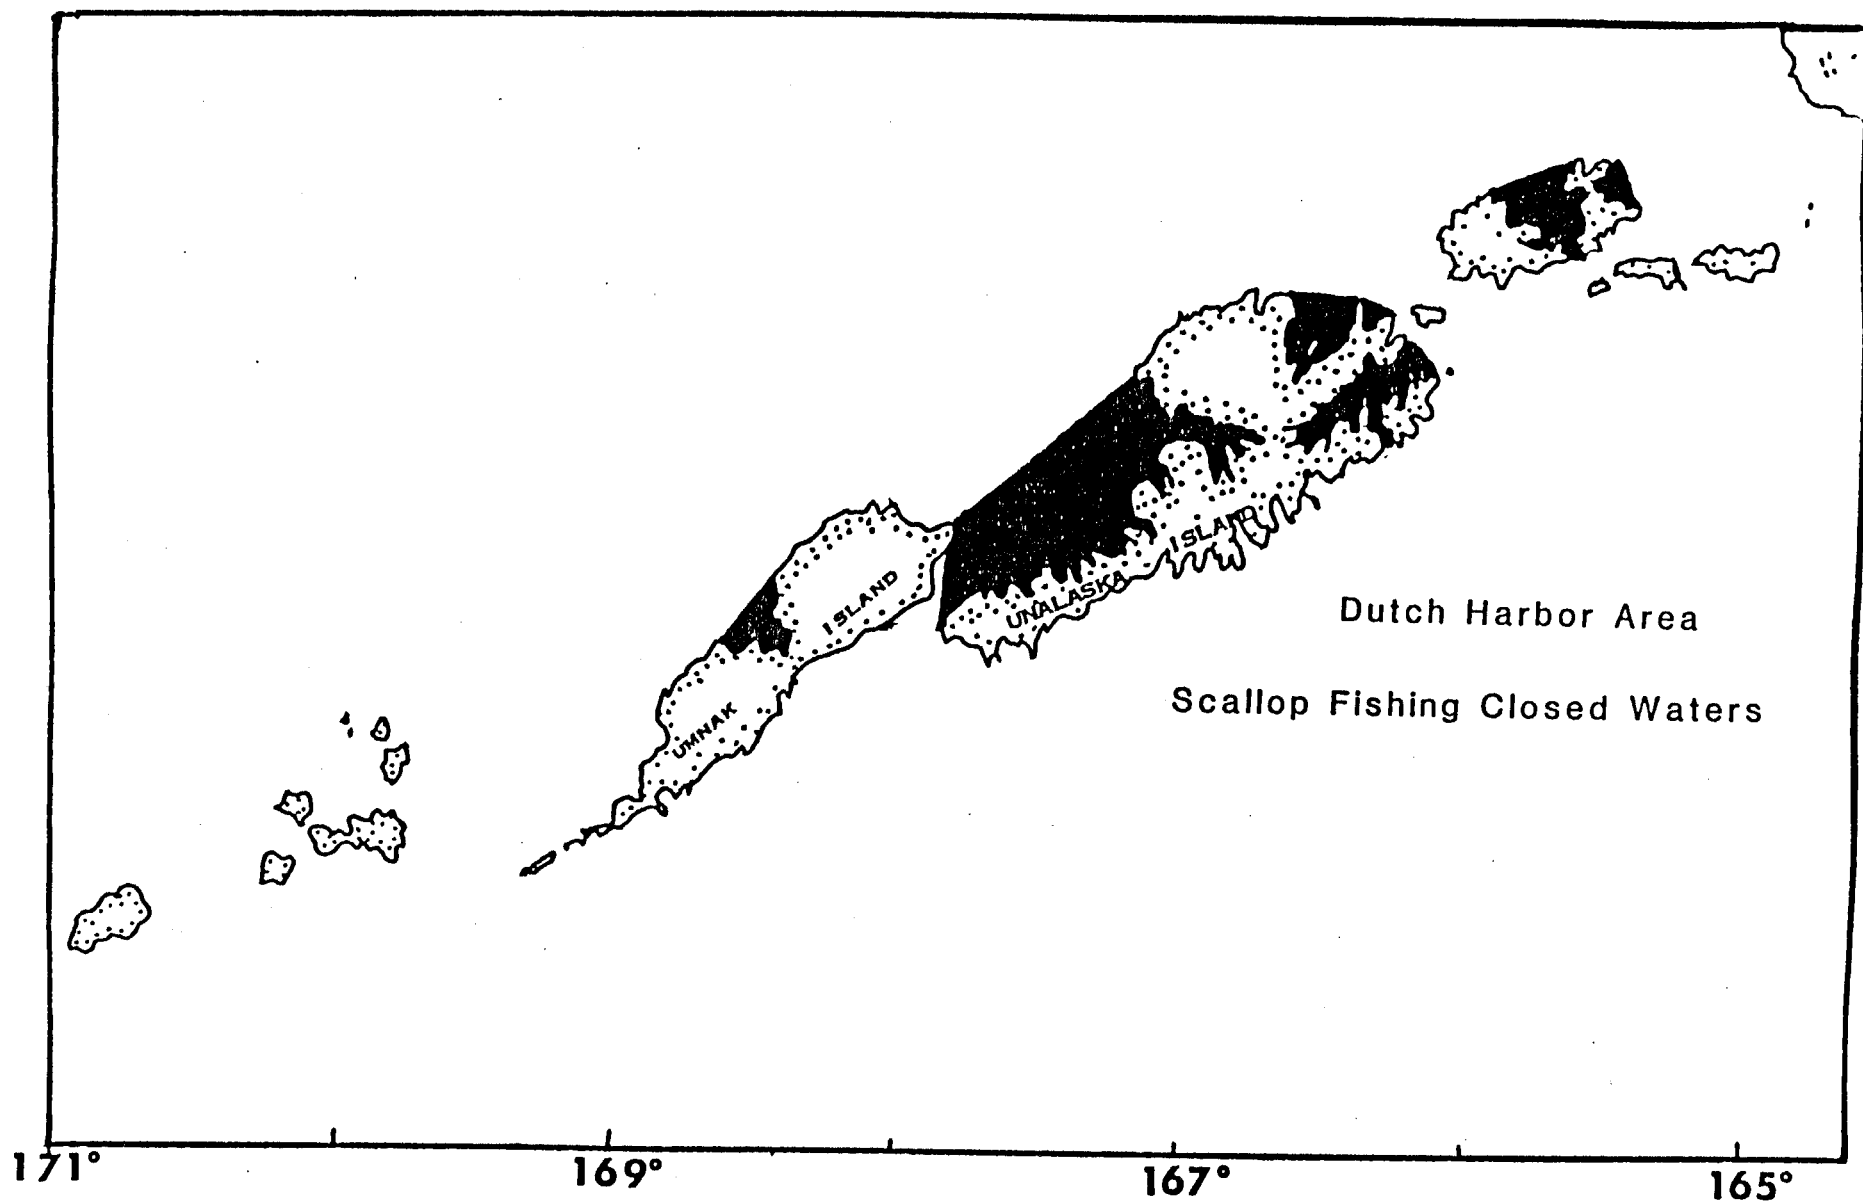 ISLAND
UMNAK
UNALASKA ISLAND
Dutch Harbor Area
Scallop Fishing Closed Waters
171° 169° 167° 165°